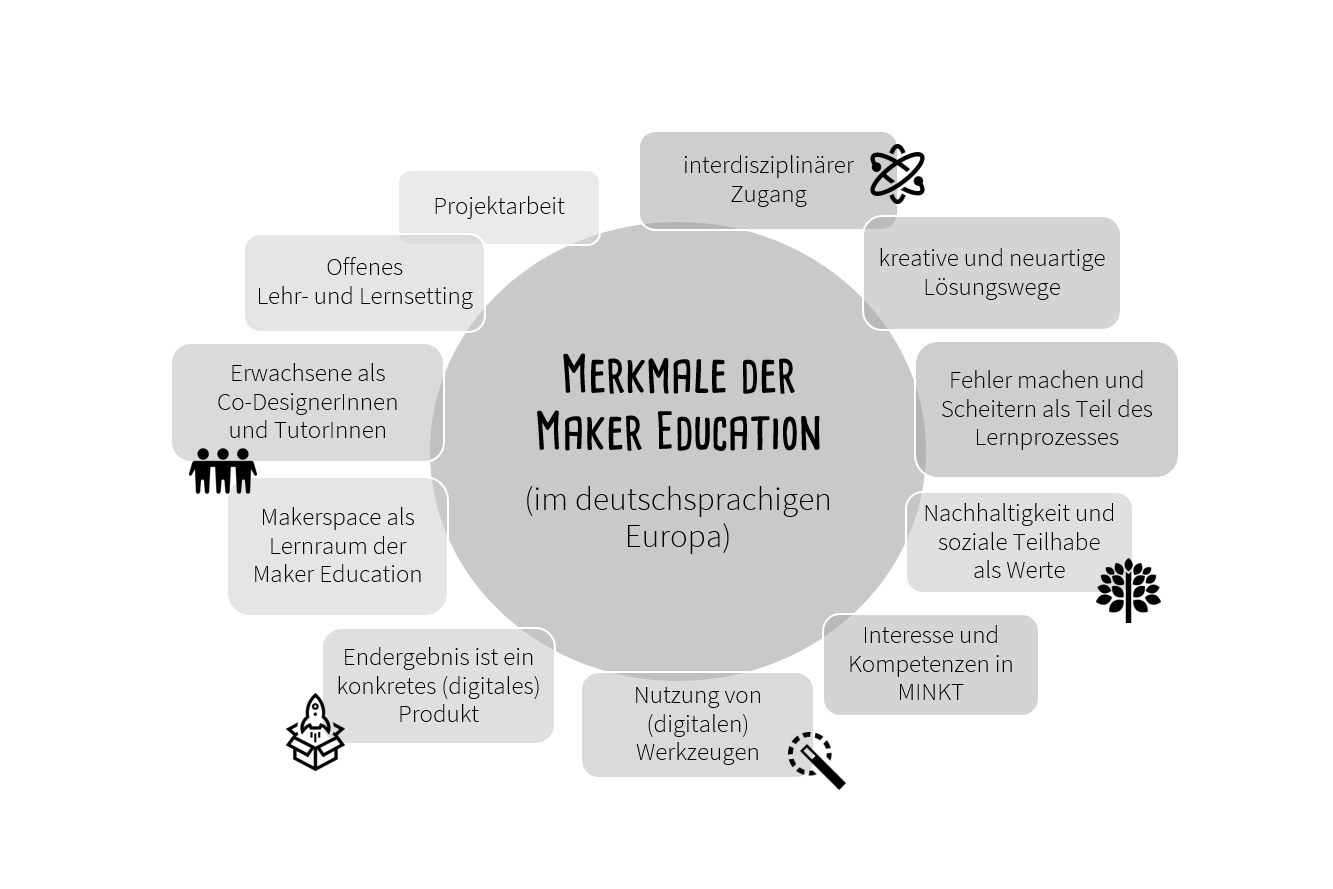 Merkmale der
Maker Education
(im deutschsprachigen
Europa)
interdisziplinärer
Zugang
kreative und neuartige
Lösungswege
Fehler machen und
Scheitern als Teil des
Lernprozesses
Nachhaltigkeit und
soziale Teilhabe
als Werte
Interesse und
Kompetenzen in
MINKT
Nutzung von
(digitalen)
Werkzeugen
Endergebnis ist ein
konkretes (digitales)
Produkt
Makerspace als
Lernraum der
Maker Education
Erwachsene als
Co-DesignerInnen
und TutorInnen
Offenes
Lehr- und Lernsetting
Projektarbeit